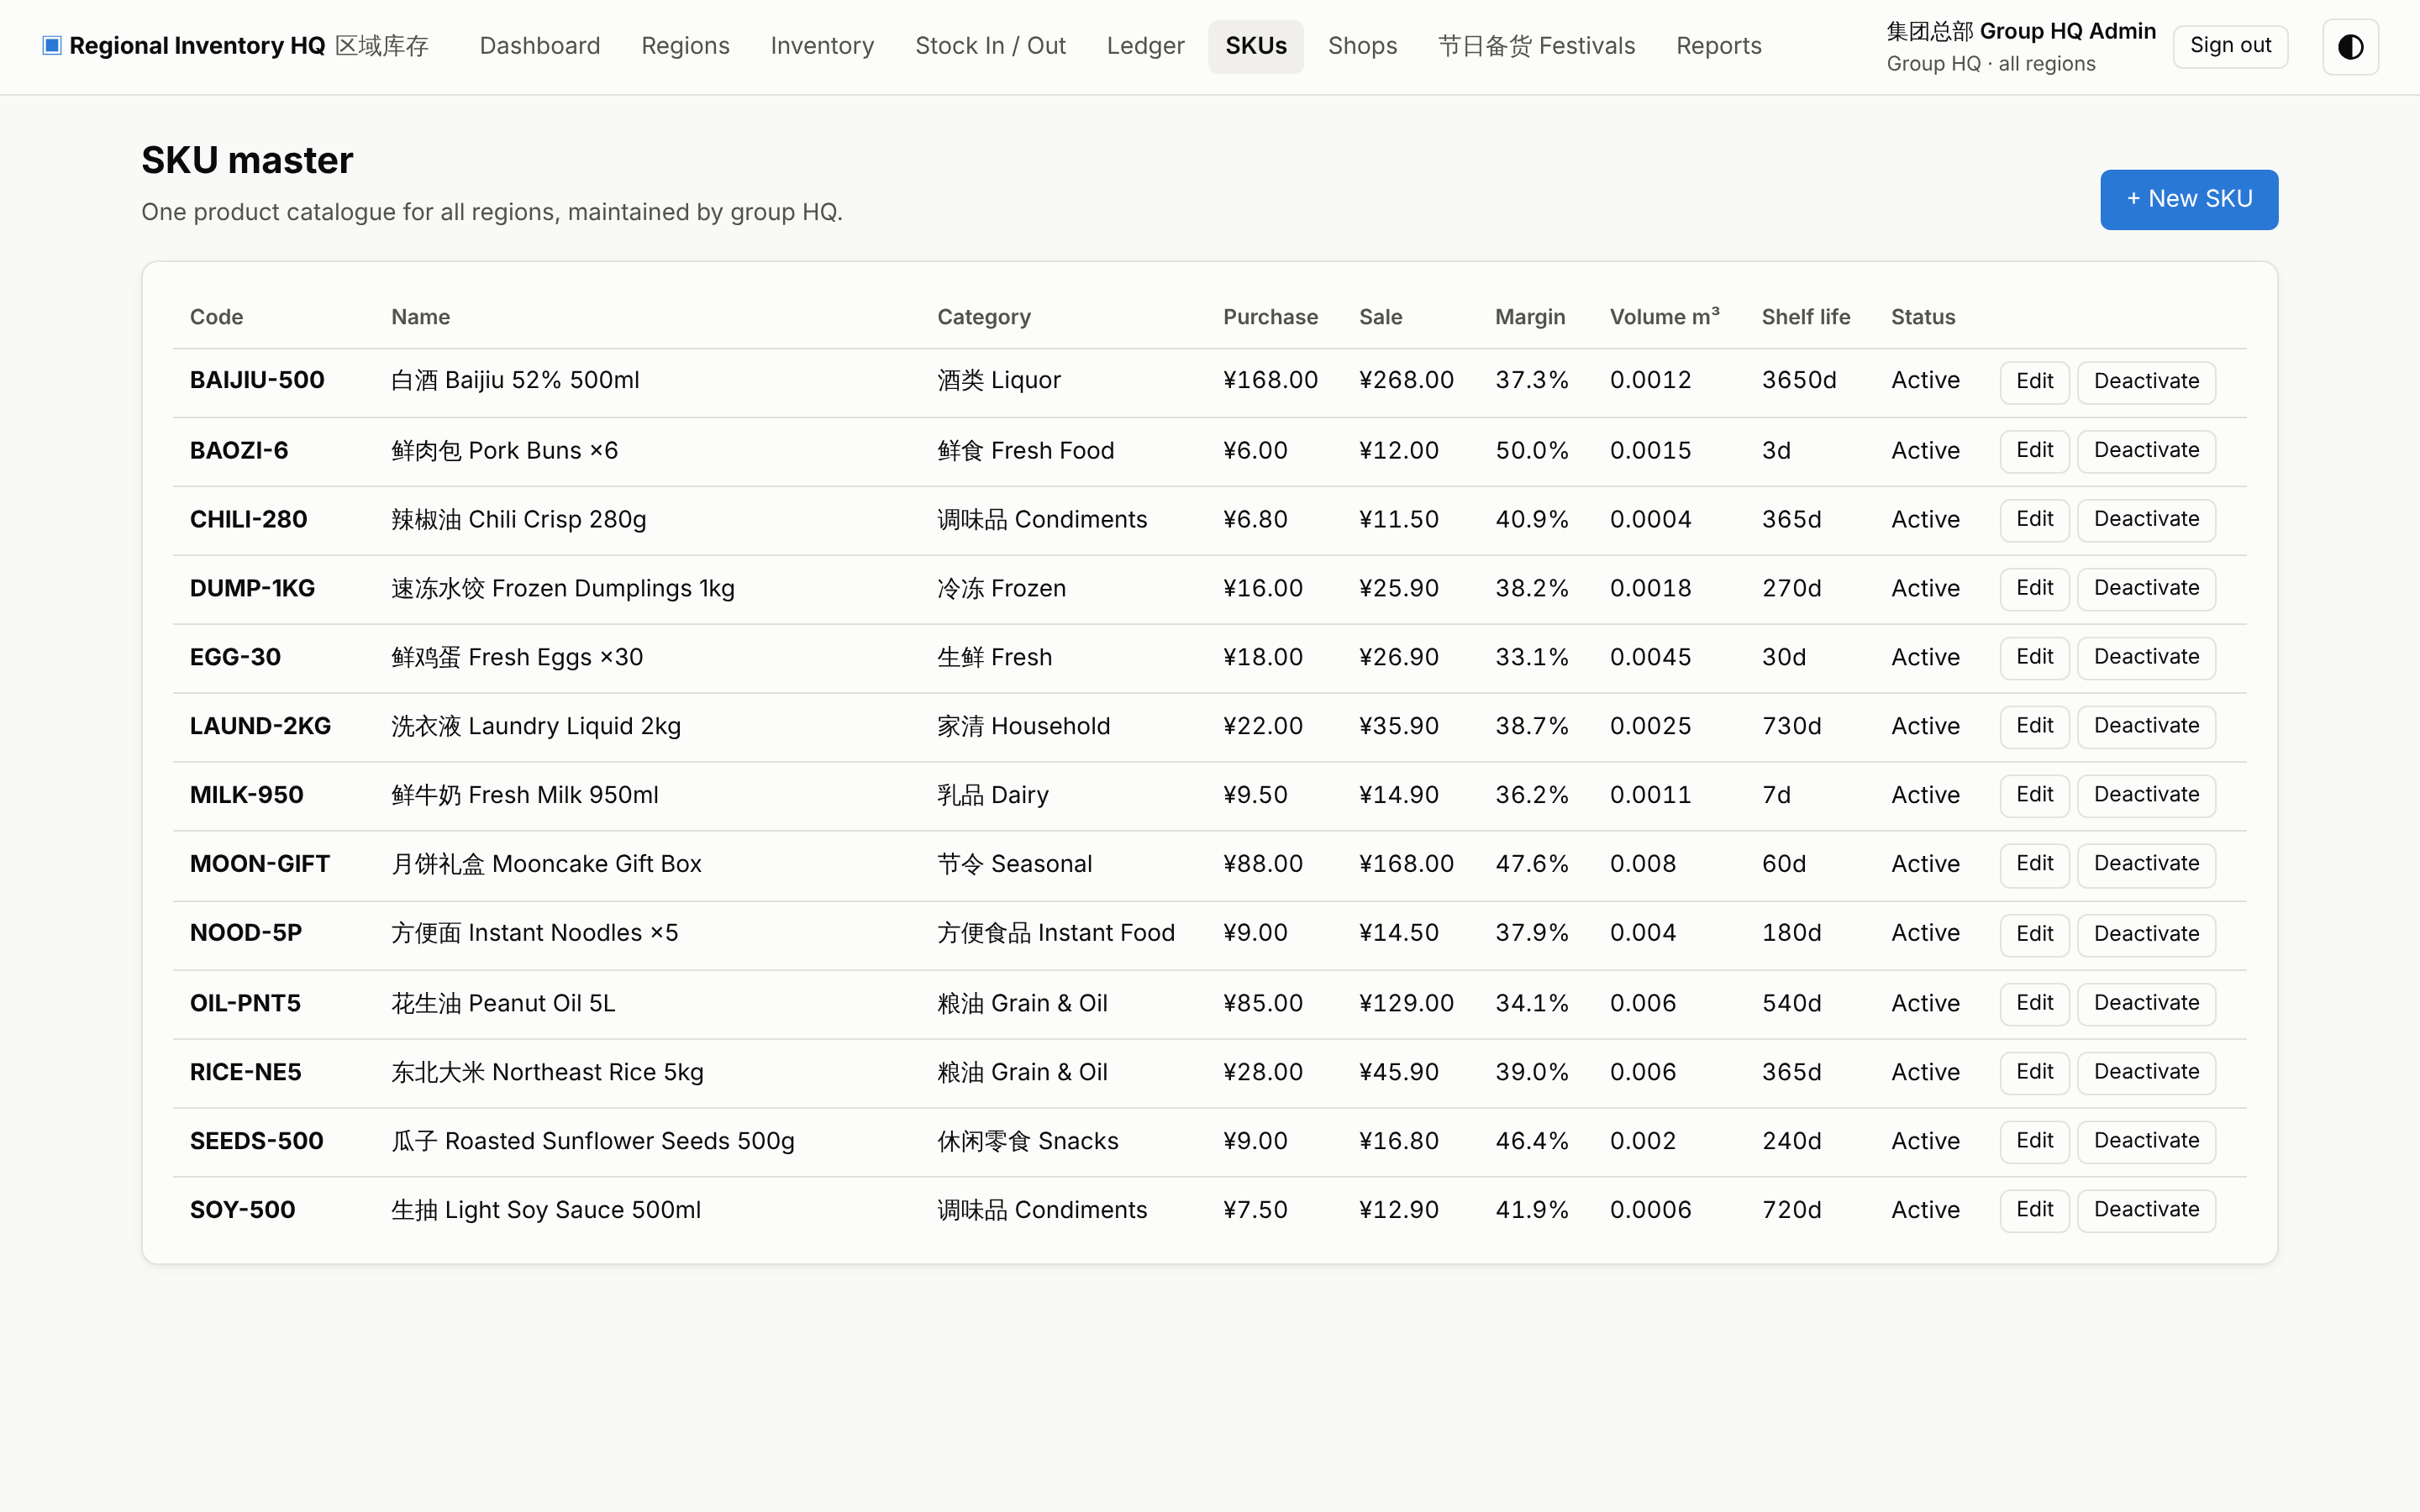 Regional Inventory HQ 区域库存 Dashboard Regions Inventory Stock In / Out Ledger SKUs Shops 节日备货 Festivals Reports 集团总部 Group HQ Admin Sign out
Group HQ · all regions
SKU master
One product catalogue for all regions, maintained by group HQ.
+ New SKU
Code Name Category Purchase Sale Margin Volume m³ Shelf life Status
BAIJIU-500 白酒 Baijiu 52% 500ml 酒类 Liquor ¥168.00 ¥268.00 37.3% 0.0012 3650d Active Edit Deactivate
BAOZI-6 鲜肉包 Pork Buns ×6 鲜食 Fresh Food ¥6.00 ¥12.00 50.0% 0.0015 3d Active Edit Deactivate
CHILI-280 辣椒油 Chili Crisp 280g 调味品 Condiments ¥6.80 ¥11.50 40.9% 0.0004 365d Active Edit Deactivate
DUMP-1KG 速冻水饺 Frozen Dumplings 1kg 冷冻 Frozen ¥16.00 ¥25.90 38.2% 0.0018 270d Active Edit Deactivate
EGG-30 鲜鸡蛋 Fresh Eggs ×30 生鲜 Fresh ¥18.00 ¥26.90 33.1% 0.0045 30d Active Edit Deactivate
LAUND-2KG 洗衣液 Laundry Liquid 2kg 家清 Household ¥22.00 ¥35.90 38.7% 0.0025 730d Active Edit Deactivate
MILK-950 鲜牛奶 Fresh Milk 950ml 乳品 Dairy ¥9.50 ¥14.90 36.2% 0.0011 7d Active Edit Deactivate
MOON-GIFT 月饼礼盒 Mooncake Gift Box 节令 Seasonal ¥88.00 ¥168.00 47.6% 0.008 60d Active Edit Deactivate
NOOD-5P 方便面 Instant Noodles ×5 方便食品 Instant Food ¥9.00 ¥14.50 37.9% 0.004 180d Active Edit Deactivate
OIL-PNT5 花生油 Peanut Oil 5L 粮油 Grain & Oil ¥85.00 ¥129.00 34.1% 0.006 540d Active Edit Deactivate
RICE-NE5 东北大米 Northeast Rice 5kg 粮油 Grain & Oil ¥28.00 ¥45.90 39.0% 0.006 365d Active Edit Deactivate
SEEDS-500 瓜子 Roasted Sunflower Seeds 500g 休闲零食 Snacks ¥9.00 ¥16.80 46.4% 0.002 240d Active Edit Deactivate
SOY-500 生抽 Light Soy Sauce 500ml 调味品 Condiments ¥7.50 ¥12.90 41.9% 0.0006 720d Active Edit Deactivate